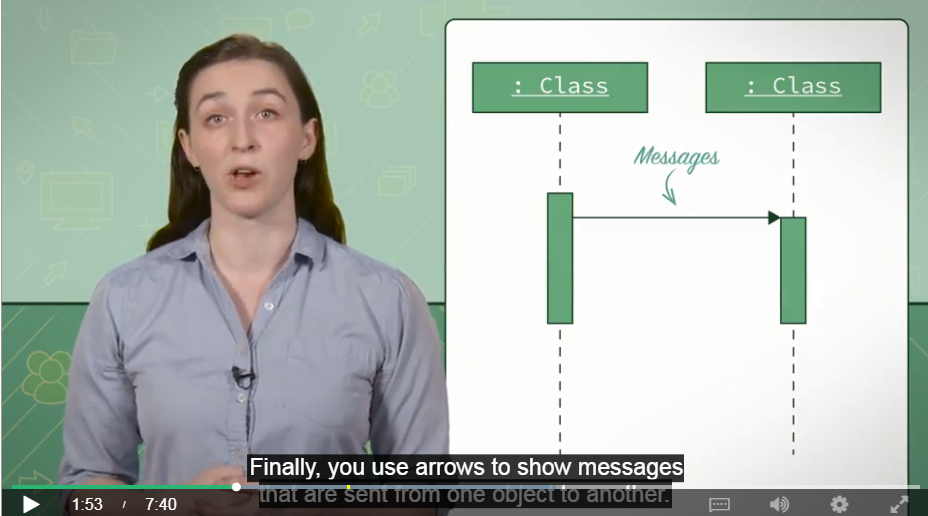 : Class
: Class
Messages
Finally, you use arrows to show messages
that are sent from one object to another.
1:53 / 7:40